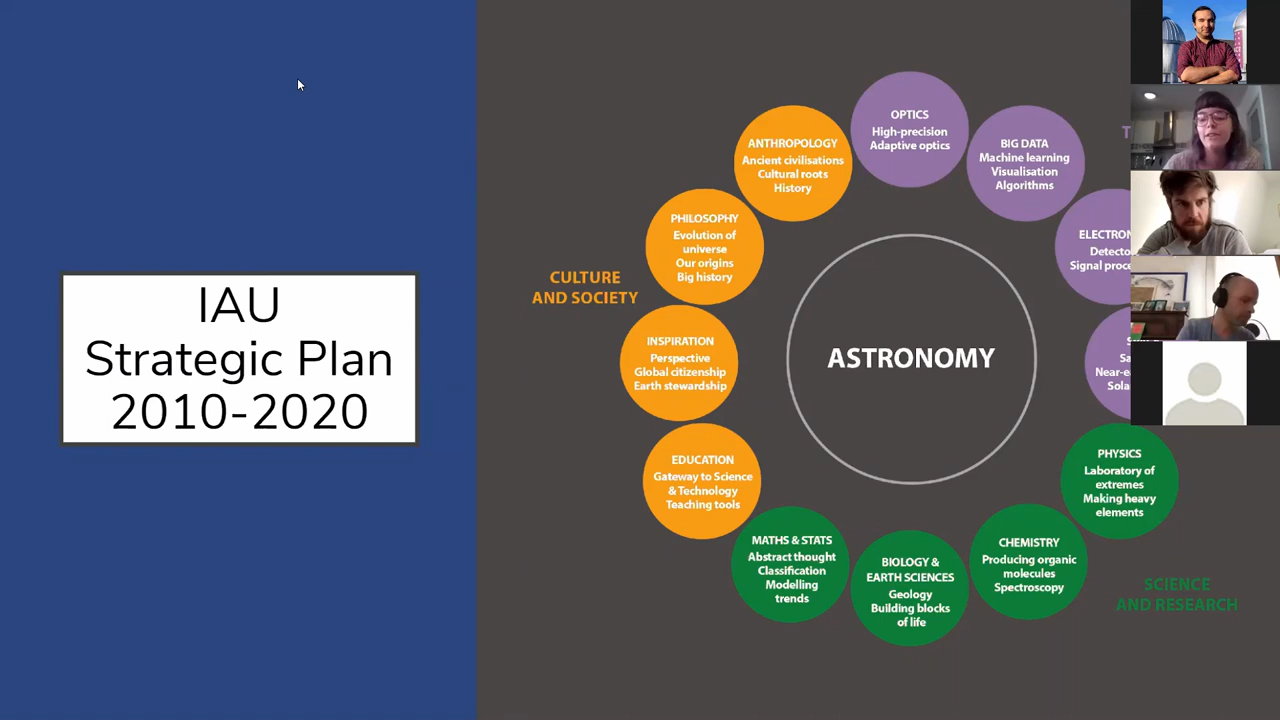 IAU
Strategic Plan
2010-2020
CULTURE
AND SOCIETY
ANTHROPOLOGY
Ancient civilisations
Cultural roots
History
PHILOSOPHY
Evolution of
universe
Our origins
Big history
INSPIRATION
Perspective
Global citizenship
Earth stewardship
EDUCATION
Gateway to Science
& Technology
Teaching tools
ASTRONOMY
OPTICS
High-precision
Adaptive optics
BIG DATA
Machine learning
Visualisation
Algorithms
PHYSICS
Laboratory of
extremes
Making heavy
elements
CHEMISTRY
Producing organic
molecules
Spectroscopy
BIOLOGY &
EARTH SCIENCES
Geology
Building blocks
of life
MATHS & STATS
Abstract thought
Classification
Modelling
trends
SCIENCE
AND RESEARCH